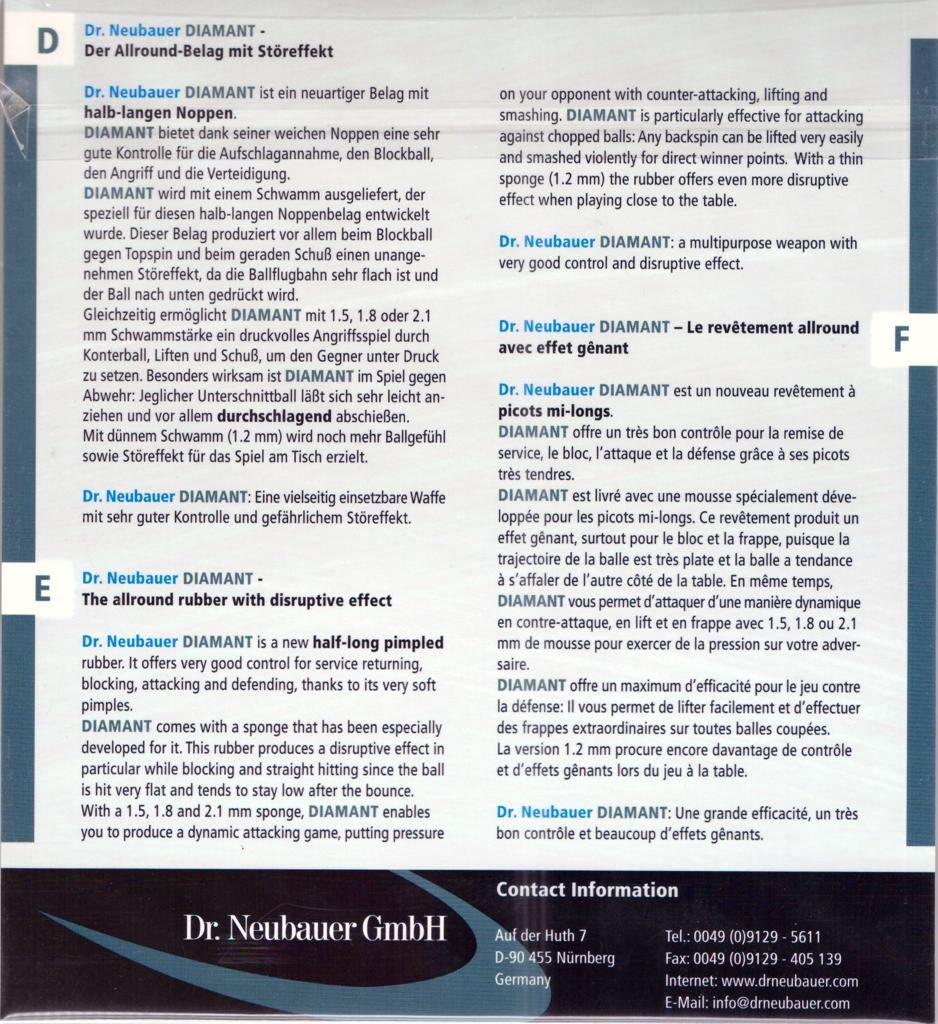 D
Dr. Neubauer DIAMANT -
Der Allround-Belag mit Störeffekt
Dr. Neubauer DIAMANT ist ein neuartiger Belag mit
halb-langen Noppen.
DIAMANT bietet dank seiner weichen Noppen eine sehr
gute Kontrolle für die Aufschlagannahme, den Blockball,
den Angriff und die Verteidigung.
DIAMANT wird mit einem Schwamm ausgeliefert, der
speziell für diesen halb-langen Noppenbelag entwickelt
wurde. Dieser Belag produziert vor allem beim Blockball
gegen Topspin und beim geraden Schuß einen unange-
nehmen Störeffekt, da die Ballflugbahn sehr flach ist und
der Ball nach unten gedrückt wird.
Gleichzeitig ermöglicht DIAMANT mit 1.5, 1.8 oder 2.1
mm Schwammstärke ein druckvolles Angriffsspiel durch
Konterball, Liften und Schuß, um den Gegner unter Druck
zu setzen. Besonders wirksam ist DIAMANT im Spiel gegen
Abwehr: Jeglicher Unterschnittball läßt sich sehr leicht an-
ziehen und vor allem durchschlagend abschießen.
Mit dünnem Schwamm (1.2 mm) wird noch mehr Ballgefühl
sowie Störeffekt für das Spiel am Tisch erzielt.
Dr. Neubauer DIAMANT: Eine vielseitig einsetzbare Waffe
mit sehr guter Kontrolle und gefährlichem Störeffekt.
E
Dr. Neubauer DIAMANT -
The allround rubber with disruptive effect
Dr. Neubauer DIAMANT is a new half-long pimpled
rubber. It offers very good control for service returning,
blocking, attacking and defending, thanks to its very soft
pimples.
DIAMANT comes with a sponge that has been especially
developed for it. This rubber produces a disruptive effect in
particular while blocking and straight hitting since the ball
is hit very flat and tends to stay low after the bounce.
With a 1.5, 1.8 and 2.1 mm sponge, DIAMANT enables
you to produce a dynamic attacking game, putting pressure
on your opponent with counter-attacking, lifting and
smashing. DIAMANT is particularly effective for attacking
against chopped balls: Any backspin can be lifted very easily
and smashed violently for direct winner points. With a thin
sponge (1.2 mm) the rubber offers even more disruptive
effect when playing close to the table.
Dr. Neubauer DIAMANT: a multipurpose weapon with
very good control and disruptive effect.
F
Dr. Neubauer DIAMANT – Le revêtement allround
avec effet gênant
Dr. Neubauer DIAMANT est un nouveau revêtement à
picots mi-longs.
DIAMANT offre un très bon contrôle pour la remise de
service, le bloc, l'attaque et la défense grâce à ses picots
très tendres.
DIAMANT est livré avec une mousse spécialement déve-
loppée pour les picots mi-longs. Ce revêtement produit un
effet gênant, surtout pour le bloc et la frappe, puisque la
trajectoire de la balle est très plate et la balle a tendance
à s'affaler de l'autre côté de la table. En même temps,
DIAMANT vous permet d'attaquer d'une manière dynamique
en contre-attaque, en lift et en frappe avec 1.5, 1.8 ou 2.1
mm de mousse pour exercer de la pression sur votre adver-
saire.
DIAMANT offre un maximum d'efficacité pour le jeu contre
la défense: Il vous permet de lifter facilement et d'effectuer
des frappes extraordinaires sur toutes balles coupées.
La version 1.2 mm procure encore davantage de contrôle
et d'effets gênants lors du jeu à la table.
Dr. Neubauer DIAMANT: Une grande efficacité, un très
bon contrôle et beaucoup d'effets gênants.
Dr. Neubauer GmbH
Contact Information
Auf der Huth 7
D-90 455 Nürnberg
Germany
Tel.: 0049 (0)9129 - 5611
Fax: 0049 (0)9129 - 405 139
Internet: www.drneubauer.com
E-Mail: info@drneubauer.com